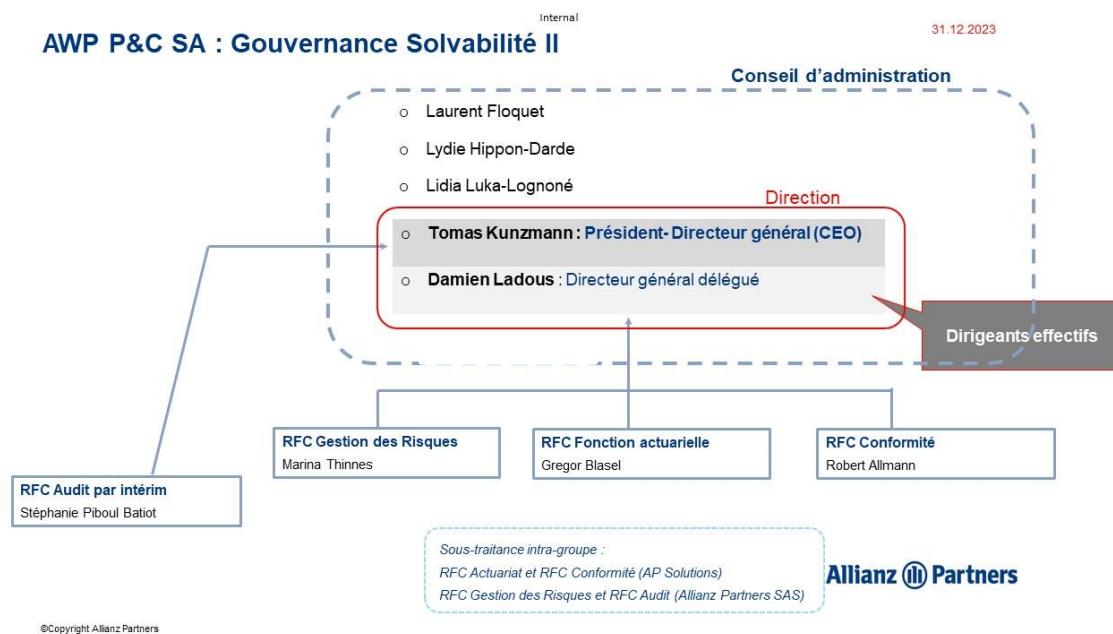 Internal
AWP P&C SA : Gouvernance Solvabilité II
31.12.2023
Conseil d’administration
o Laurent Floquet
o Lydie Hippon-Darde
o Lidia Luka-Lognoné
Direction
o Tomas Kunzmann : Président- Directeur général (CEO)
o Damien Ladous : Directeur général délégué
Dirigeants effectifs
RFC Gestion des Risques
Marina Thinnes
RFC Fonction actuarielle
Gregor Blasel
RFC Conformité
Robert Allmann
RFC Audit par intérim
Stéphanie Piboul Batiot
Sous-traitance intra-groupe :
RFC Actuariat et RFC Conformité (AP Solutions)
RFC Gestion des Risques et RFC Audit (Allianz Partners SAS)
Allianz Partners
©Copyright Allianz Partners